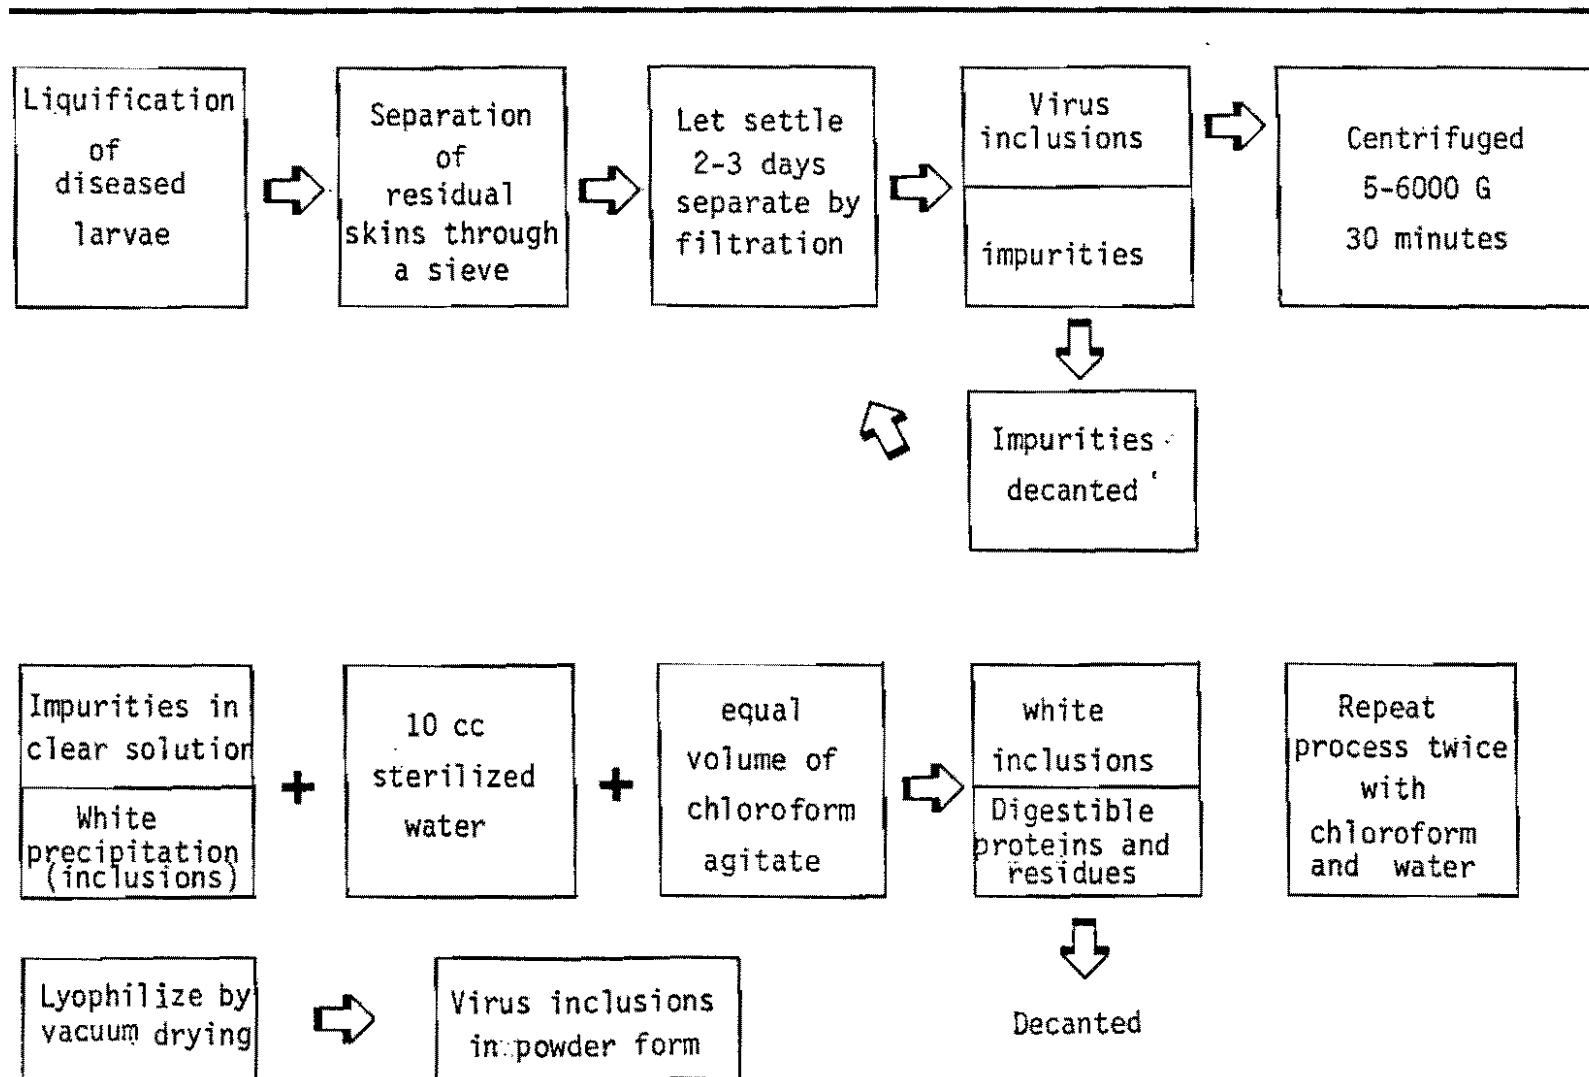 Liquification
of
diseased
larvae
Separation
of
residual
skins through
a sieve
Let settle
2-3 days
separate by
filtration
Virus
inclusions
impurities
Centrifuged
5-6000 G
30 minutes
Impurities
decanted
Impurities in
clear solution
White
precipitation
(inclusions)
+
10 cc
sterilized
water
+
equal
volume of
chloroform
agitate
white
inclusions
Digestible
proteins and
residues
Repeat
process twice
with
chloroform
and water
Decanted
Lyophilize by
vacuum drying
Virus inclusions
in powder form